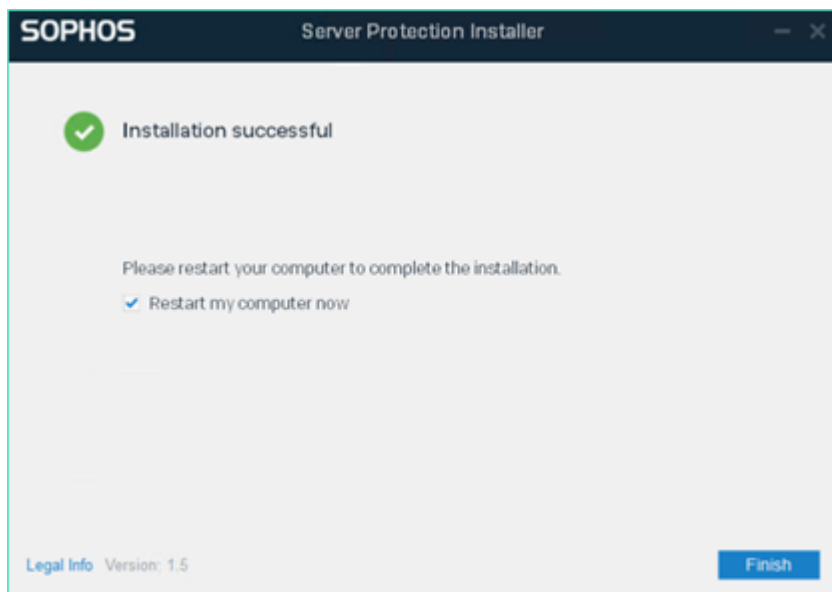 SOPHOS
Server Protection Installer
Installation successful
Please restart your computer to complete the installation.
Restart my computer now
Legal Info Version: 1.5
Finish